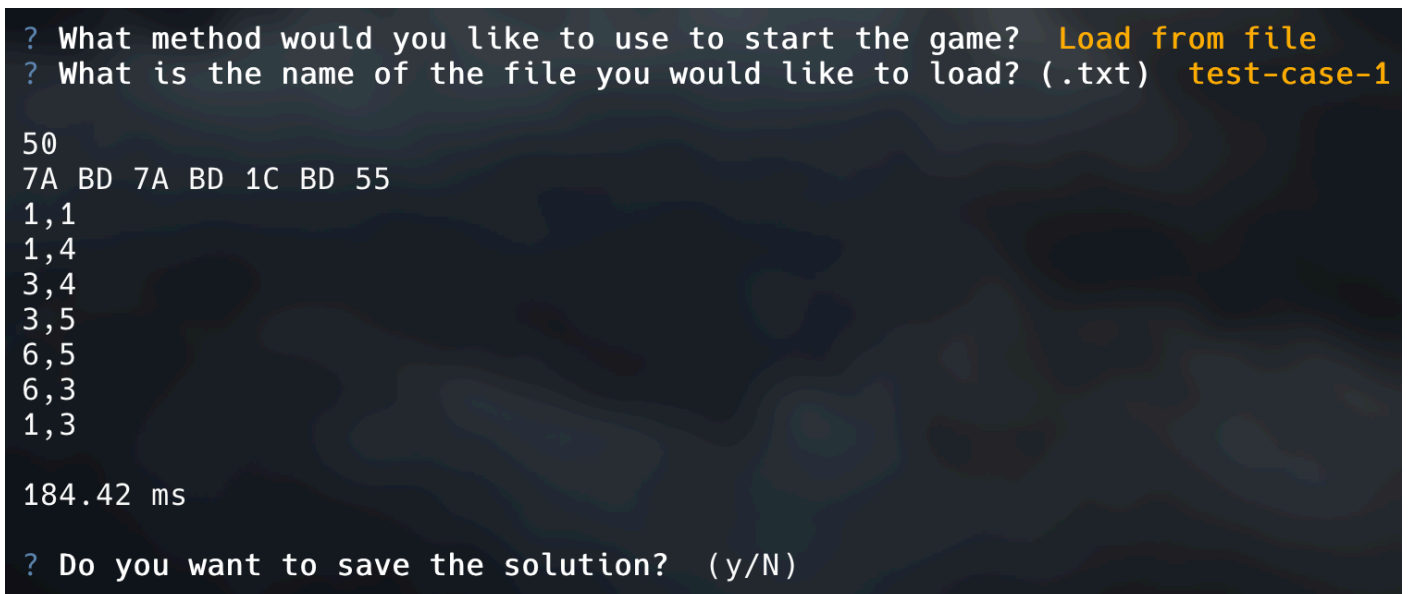 ? What method would you like to use to start the game? Load from file
? What is the name of the file you would like to load? (.txt) test-case-1
50
7A BD 7A BD 1C BD 55
1,1
1,4
3,4
3,5
6,5
6,3
1,3
184.42 ms
? Do you want to save the solution? (y/N)